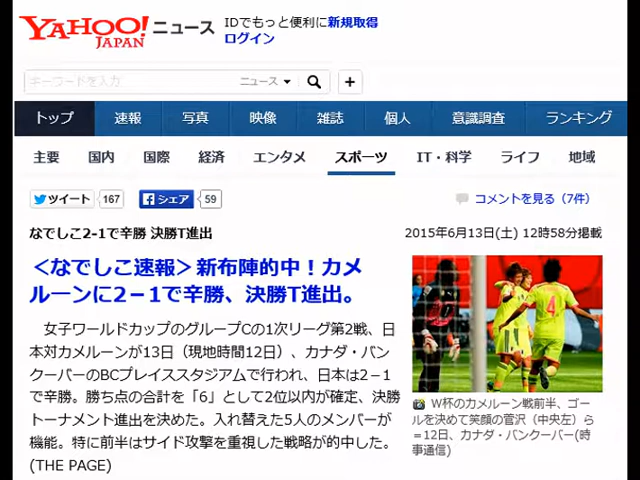 YAHOO! ニュース
JAPAN
IDでもっと便利に新規取得
ログイン
キーワードを入力
ニュース
トップ 速報 写真 映像 雑誌 個人 意識調査 ランキング
主要 国内 国際 経済 エンタメ スポーツ IT・科学 ライフ 地域
ツイート 167 シェア 59
コメントを見る（7件）
なでしこ2-1で辛勝 決勝T進出
2015年6月13日(土) 12時58分掲載
＜なでしこ速報＞新布陣的中！カメ
ルーンに2－1で辛勝、決勝T進出。
女子ワールドカップのグループCの1次リーグ第2戦、日
本対カメルーンが13日（現地時間12日）、カナダ・バン
クーバーのBCプレイススタジアムで行われ、日本は2－1
で辛勝。勝ち点の合計を「6」として2位以内が確定、決勝
トーナメント進出を決めた。入れ替えた5人のメンバーが
機能。特に前半はサイド攻撃を重視した戦略が的中した。
(THE PAGE)
4
W杯のカメルーン戦前半、ゴー
ルを決めて笑顔の菅沢（中央左）ら
＝12日、カナダ・バンクーバー(時
事通信)